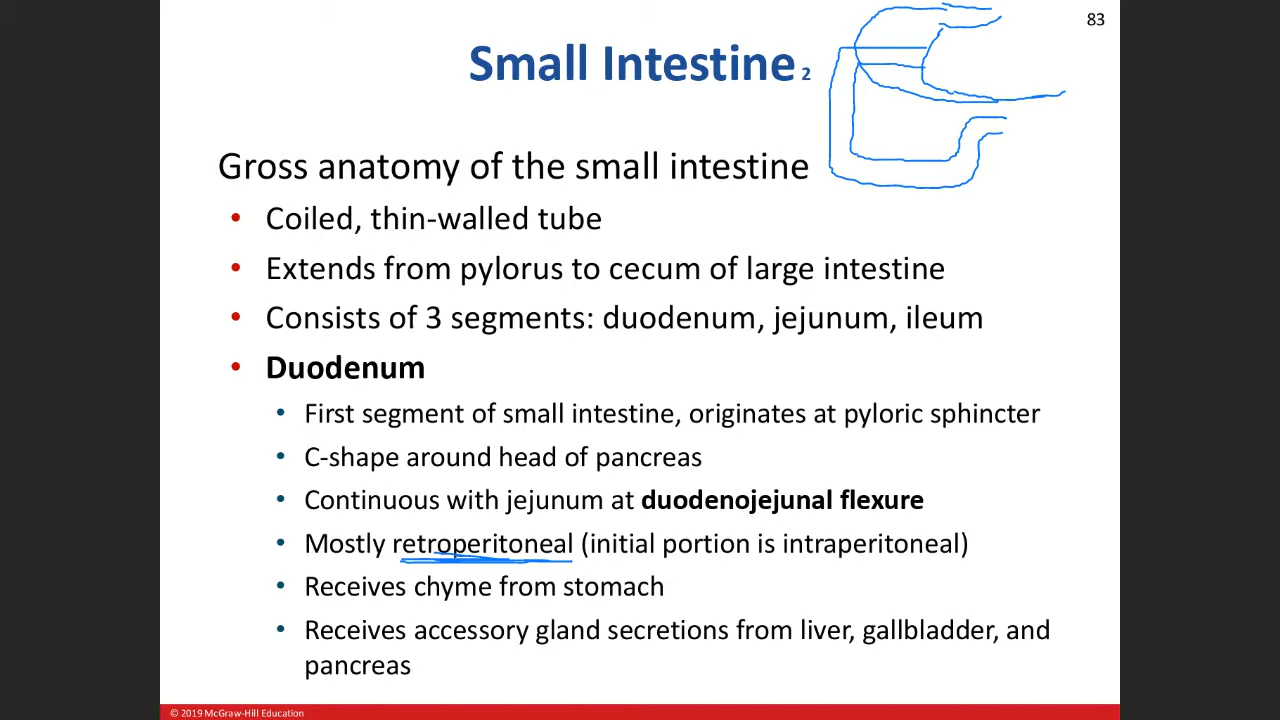 83
Small Intestine 2
Gross anatomy of the small intestine
• Coiled, thin-walled tube
• Extends from pylorus to cecum of large intestine
• Consists of 3 segments: duodenum, jejunum, ileum
• Duodenum
• First segment of small intestine, originates at pyloric sphincter
• C-shape around head of pancreas
• Continuous with jejunum at duodenojejunal flexure
• Mostly retroperitoneal (initial portion is intraperitoneal)
• Receives chyme from stomach
• Receives accessory gland secretions from liver, gallbladder, and
pancreas
© 2019 McGraw-Hill Education